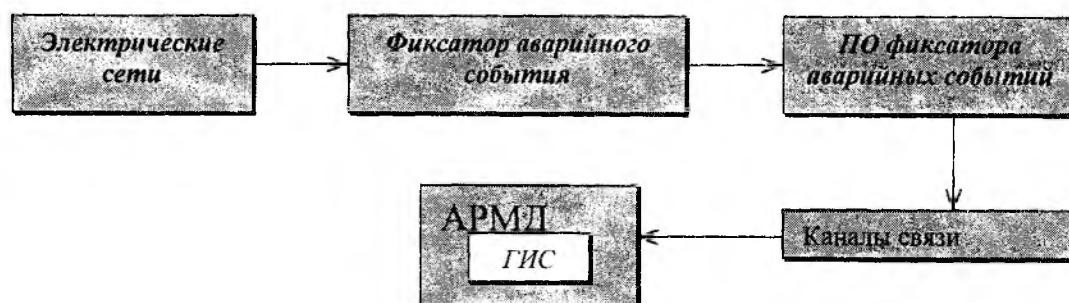 Электрические
сети
Фиксатор аварийного
события
ПО фиксатора
аварийных событий
АРМД
ГИС
Каналы связи